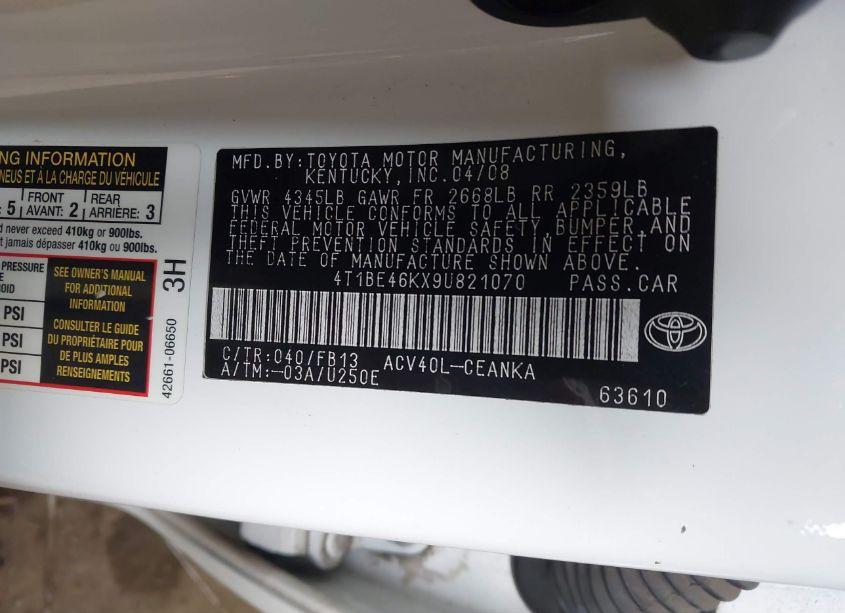 NG INFORMATION
NEUS ET À LA CHARGE DU VÉHICULE
: 5
FRONT
AVANT: 2
REAR
ARRIÈRE: 3
d never exceed 410kg or 900lbs.
t jamais dépasser 410kg ou 900lbs.
PRESSURE
PSI
PSI
PSI
SEE OWNER'S MANUAL
FOR ADDITIONAL
INFORMATION
CONSULTER LE GUIDE
DU PROPRIÉTAIRE POUR
DE PLUS AMPLES
RENSEIGNEMENTS
3H
42661-06650
MFD.BY:TOYOTA MOTOR MANUFACTURING,
KENTUCKY, INC.04/08
GVWR 4345LB GAWR FR 2668LB RR 2359LB
THIS VEHICLE CONFORMS TO ALL APPLICABLE
FEDERAL MOTOR VEHICLE SAFETY,BUMPER,AND
THEFT PREVENTION STANDARDS IN EFFECT ON
THE DATE OF MANUFACTURE SHOWN ABOVE.
4T1BE46KX9U821070 PASS.CAR
C/TR:040/FB13 ACV40L-CEANKA
A/TM:-03A/U250E
63610